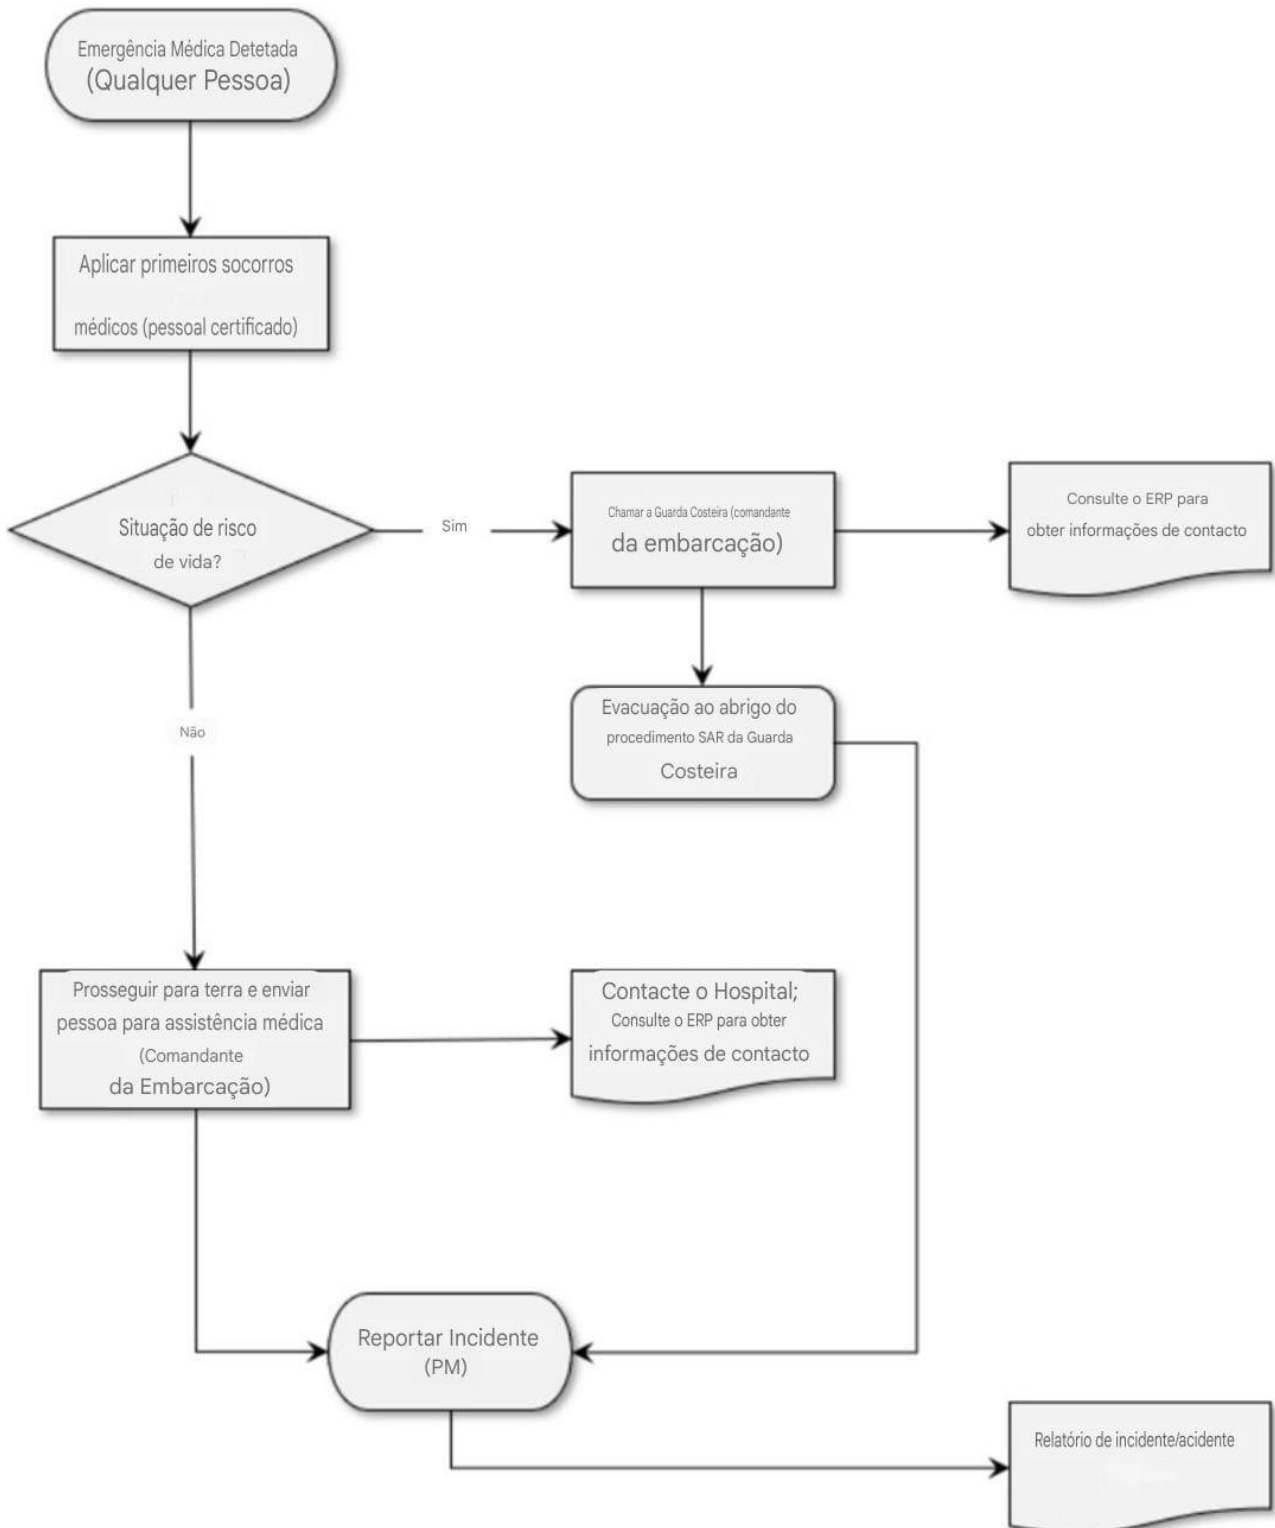 Emergência Médica Detetada
(Qualquer Pessoa)
Aplicar primeiros socorros
médicos (pessoal certificado)
Situação de risco
de vida?
Sim
Chamar a Guarda Costeira (comandante
da embarcação)
Consulte o ERP para
obter informações de contacto
Evacuação ao abrigo do
procedimento SAR da Guarda
Costeira
Não
Prosseguir para terra e enviar
pessoa para assistência médica
(Comandante
da Embarcação)
Contacte o Hospital;
Consulte o ERP para obter
informações de contacto
Reportar Incidente
(PM)
Relatório de incidente/acidente